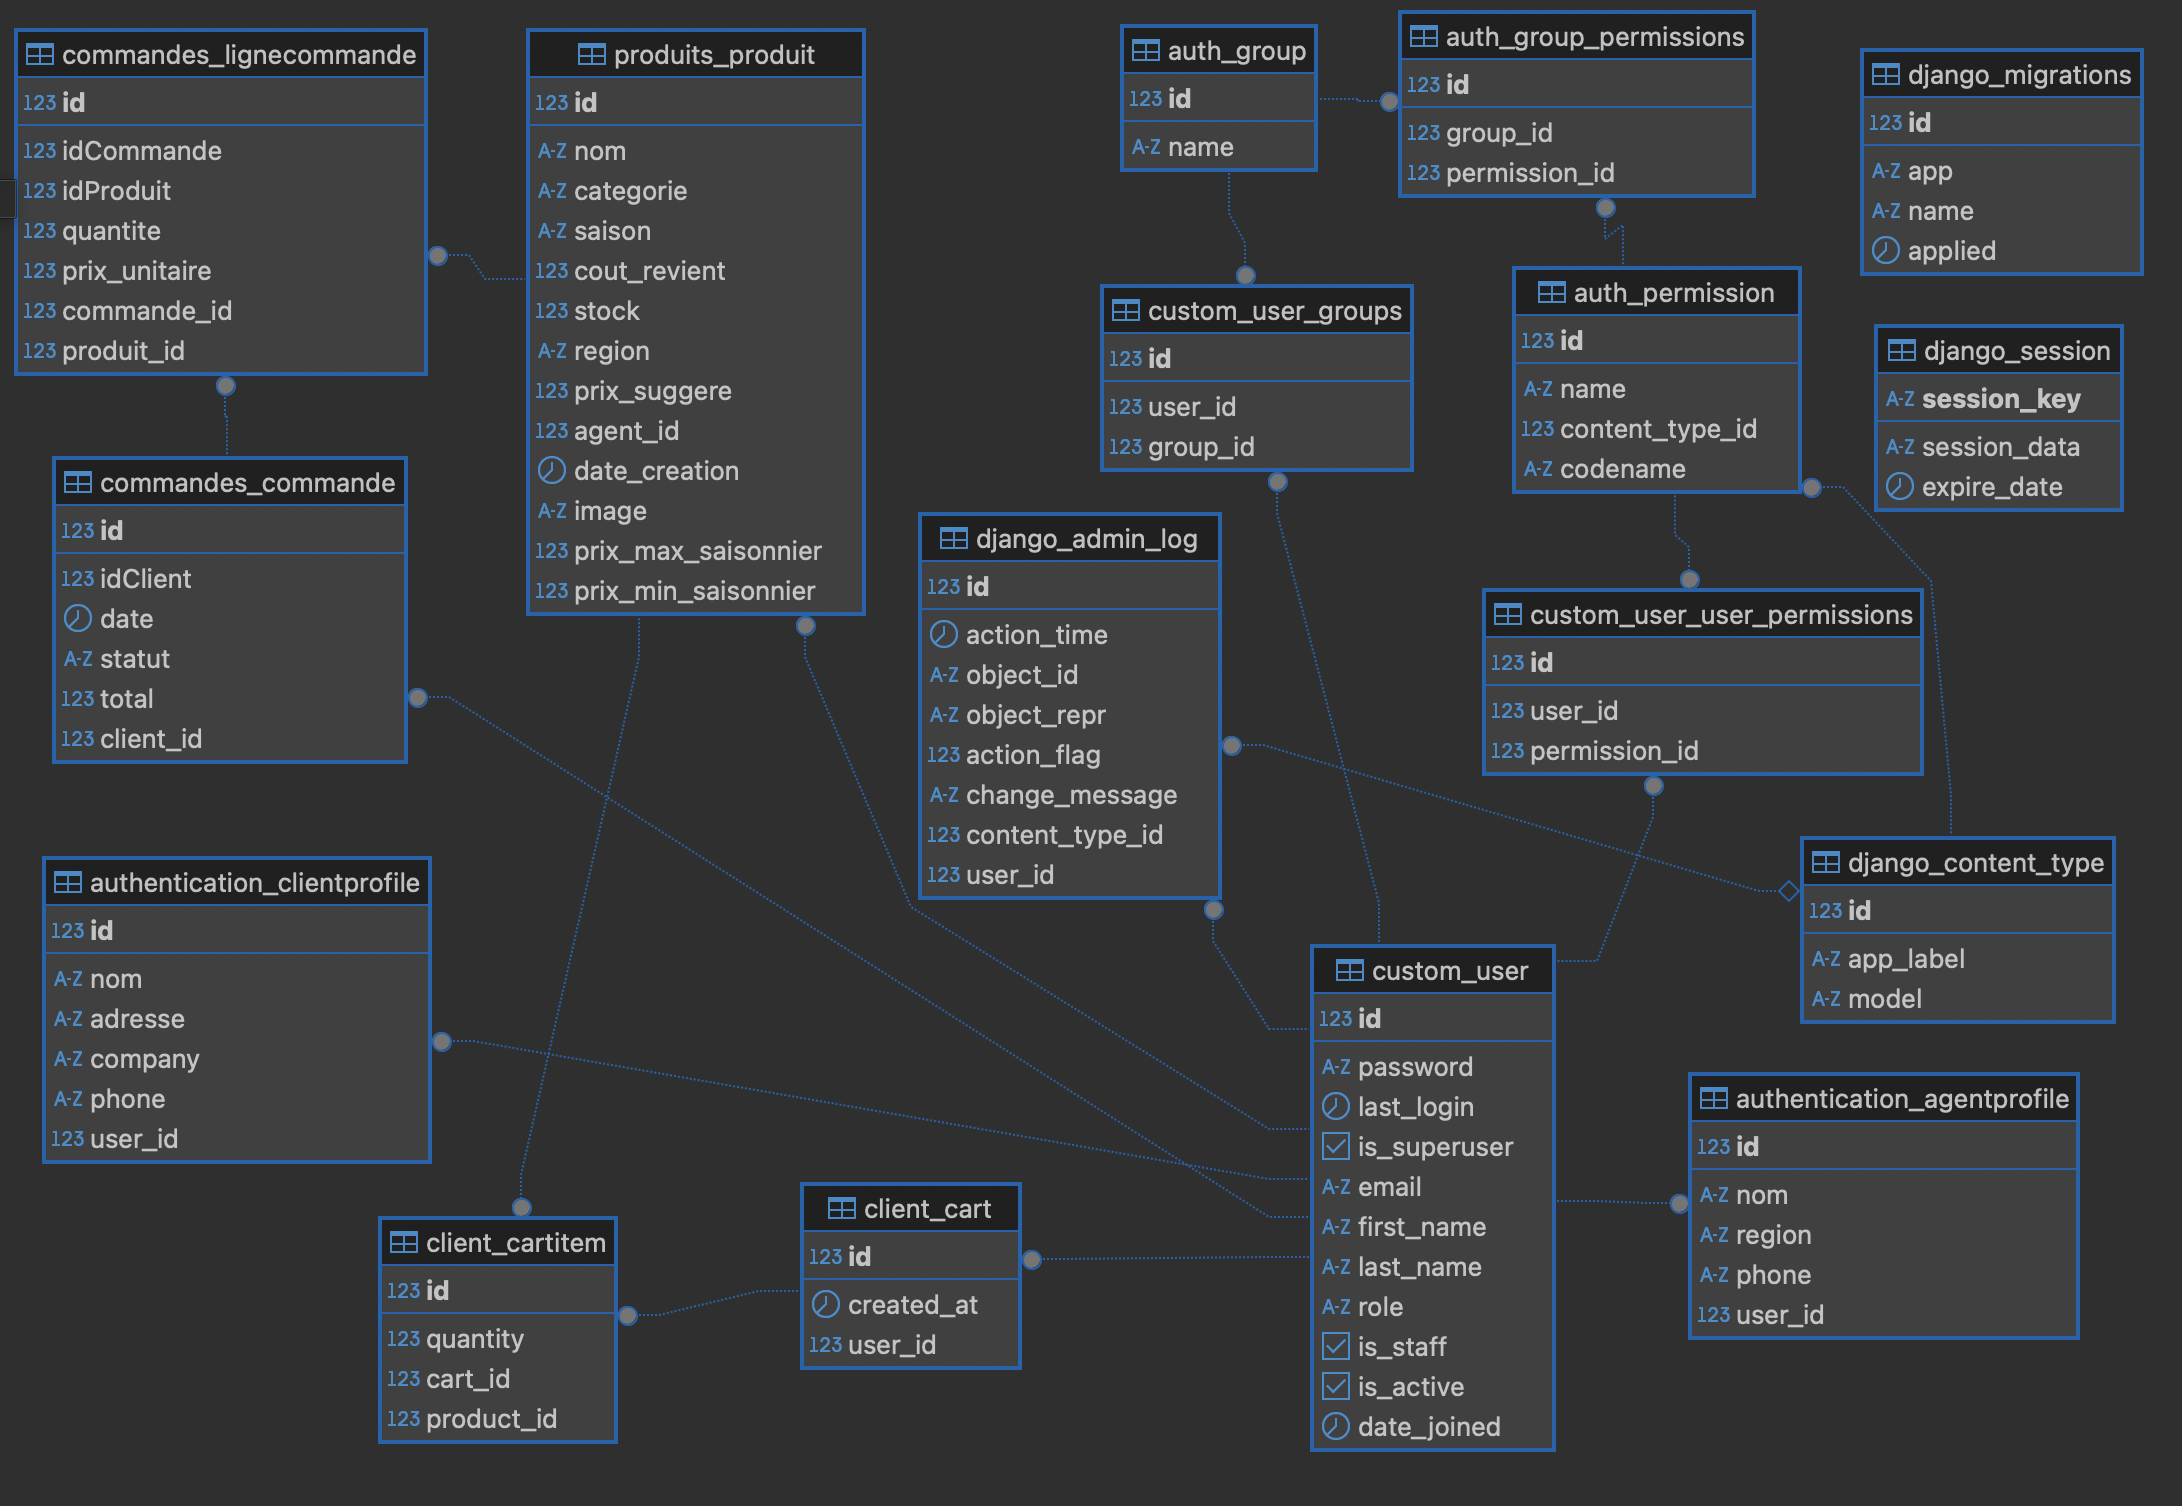 commandes_lignecommande
123 id
123 idCommande
123 idProduit
123 quantite
123 prix_unitaire
123 commande_id
123 produit_id
produits_produit
123 id
A-Z nom
A-Z categorie
A-Z saison
123 cout_revient
123 stock
A-Z region
123 prix_suggere
123 agent_id
date_creation
A-Z image
123 prix_max_saisonnier
123 prix_min_saisonnier
auth_group
123 id
A-Z name
auth_group_permissions
123 id
123 group_id
123 permission_id
django_migrations
123 id
A-Z app
A-Z name
applied
custom_user_groups
123 id
123 user_id
123 group_id
auth_permission
123 id
A-Z name
123 content_type_id
A-Z codename
django_session
A-Z session_key
A-Z session_data
expire_date
commandes_commande
123 id
123 idClient
date
A-Z statut
123 total
123 client_id
django_admin_log
123 id
action_time
A-Z object_id
A-Z object_repr
123 action_flag
A-Z change_message
123 content_type_id
123 user_id
custom_user_user_permissions
123 id
123 user_id
123 permission_id
authentication_clientprofile
123 id
A-Z nom
A-Z adresse
A-Z company
A-Z phone
123 user_id
django_content_type
123 id
A-Z app_label
A-Z model
custom_user
123 id
A-Z password
last_login
is_superuser
A-Z email
A-Z first_name
A-Z last_name
A-Z role
is_staff
is_active
date_joined
authentication_agentprofile
123 id
A-Z nom
A-Z region
A-Z phone
123 user_id
client_cartitem
123 id
123 quantity
123 cart_id
123 product_id
client_cart
123 id
created_at
123 user_id